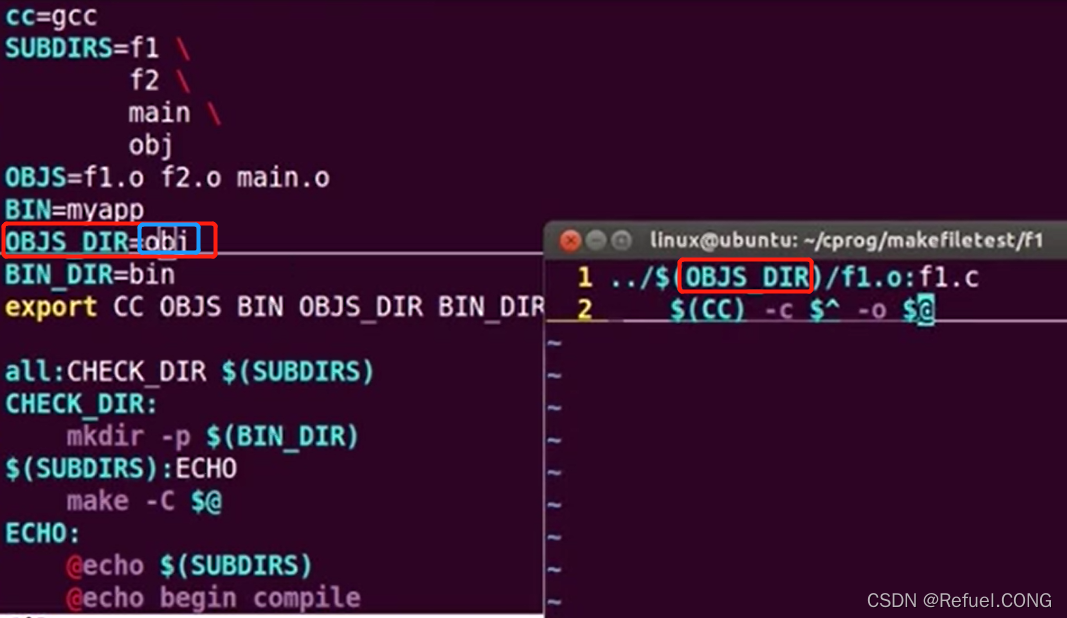 cc=gcc
SUBDIRS=f1 \
f2 \
main \
obj
OBJS=f1.o f2.o main.o
BIN=myapp
OBJS_DIR=obj
BIN_DIR=bin
export CC OBJS BIN OBJS_DIR BIN_DIR
all:CHECK_DIR $(SUBDIRS)
CHECK_DIR:
mkdir -p $(BIN_DIR)
$(SUBDIRS):ECHO
make -C $@
ECHO:
@echo $(SUBDIRS)
@echo begin compile
linux@ubuntu: ~/cprog/makefiletest/f1
1 ../$(OBJS_DIR)/f1.o:f1.c
2 $(CC) -c $^ -o $@
~
~
~
~
~
~
~
~
~
CSDN @Refuel.CONG